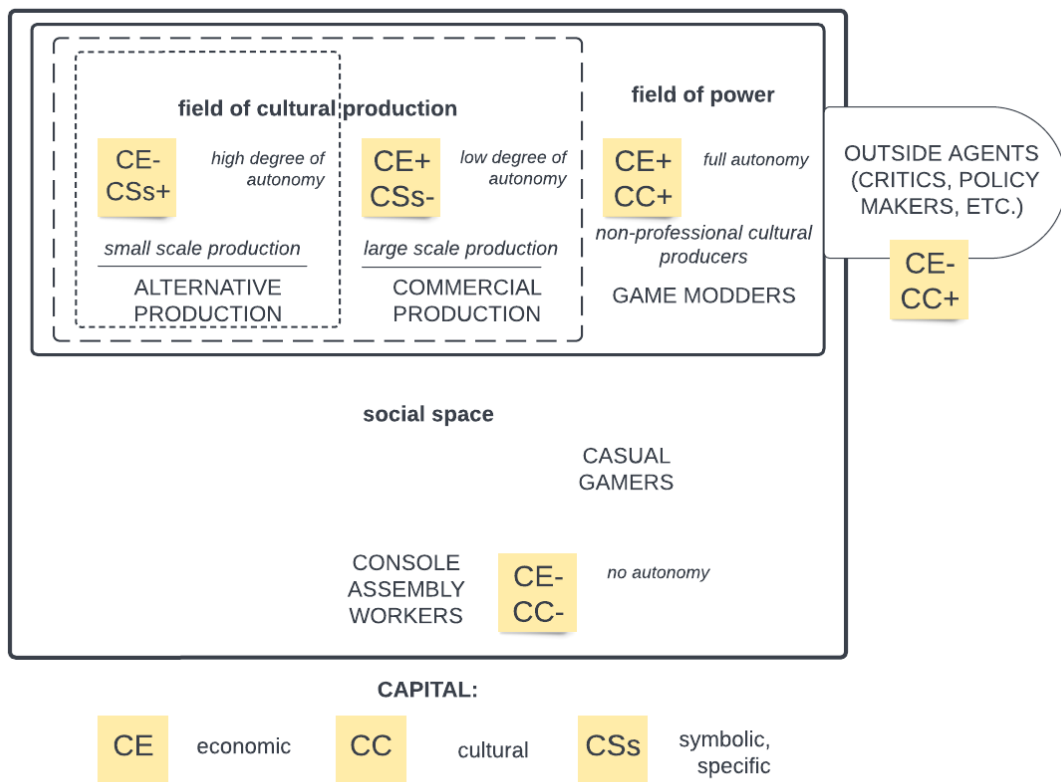 field of cultural production
field of power
CE-
CSs+
high degree of
autonomy
CE+
CSs-
low degree of
autonomy
CE+
CC+
full autonomy
OUTSIDE AGENTS
(CRITICS, POLICY
MAKERS, ETC.)
small scale production
ALTERNATIVE
PRODUCTION
large scale production
COMMERCIAL
PRODUCTION
non-professional cultural
producers
GAME MODDERS
CE-
CC+
social space
CASUAL
GAMERS
CONSOLE
ASSEMBLY
WORKERS
CE-
CC-
no autonomy
CAPITAL:
CE
economic
CC
cultural
CSs
symbolic,
specific